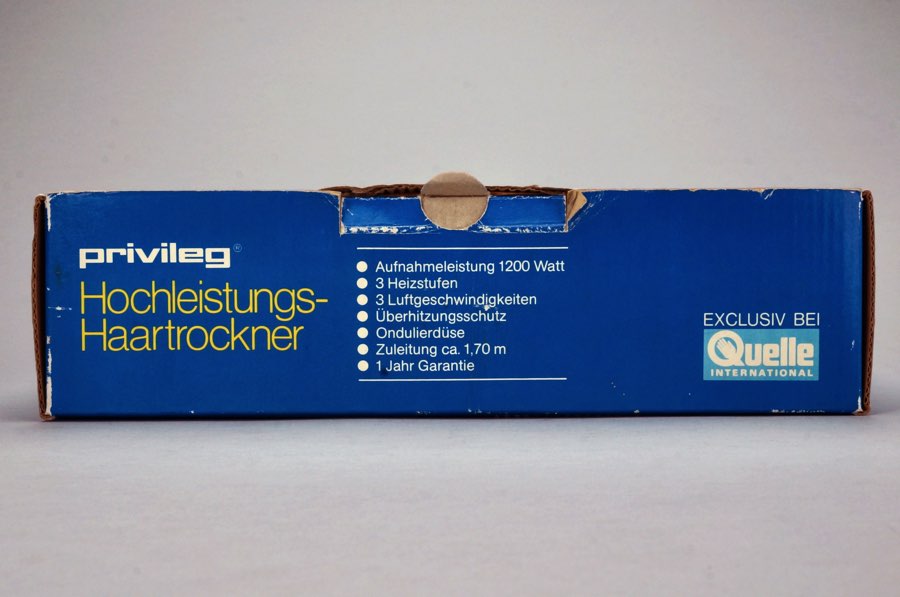 privileg®
Hochleistungs-
Haartrockner
Aufnahmeleistung 1200 Watt
3 Heizstufen
3 Luftgeschwindigkeiten
Überhitzungsschutz
Ondulierdüse
Zuleitung ca. 1,70 m
1 Jahr Garantie
EXCLUSIV BEI
Quelle
INTERNATIONAL